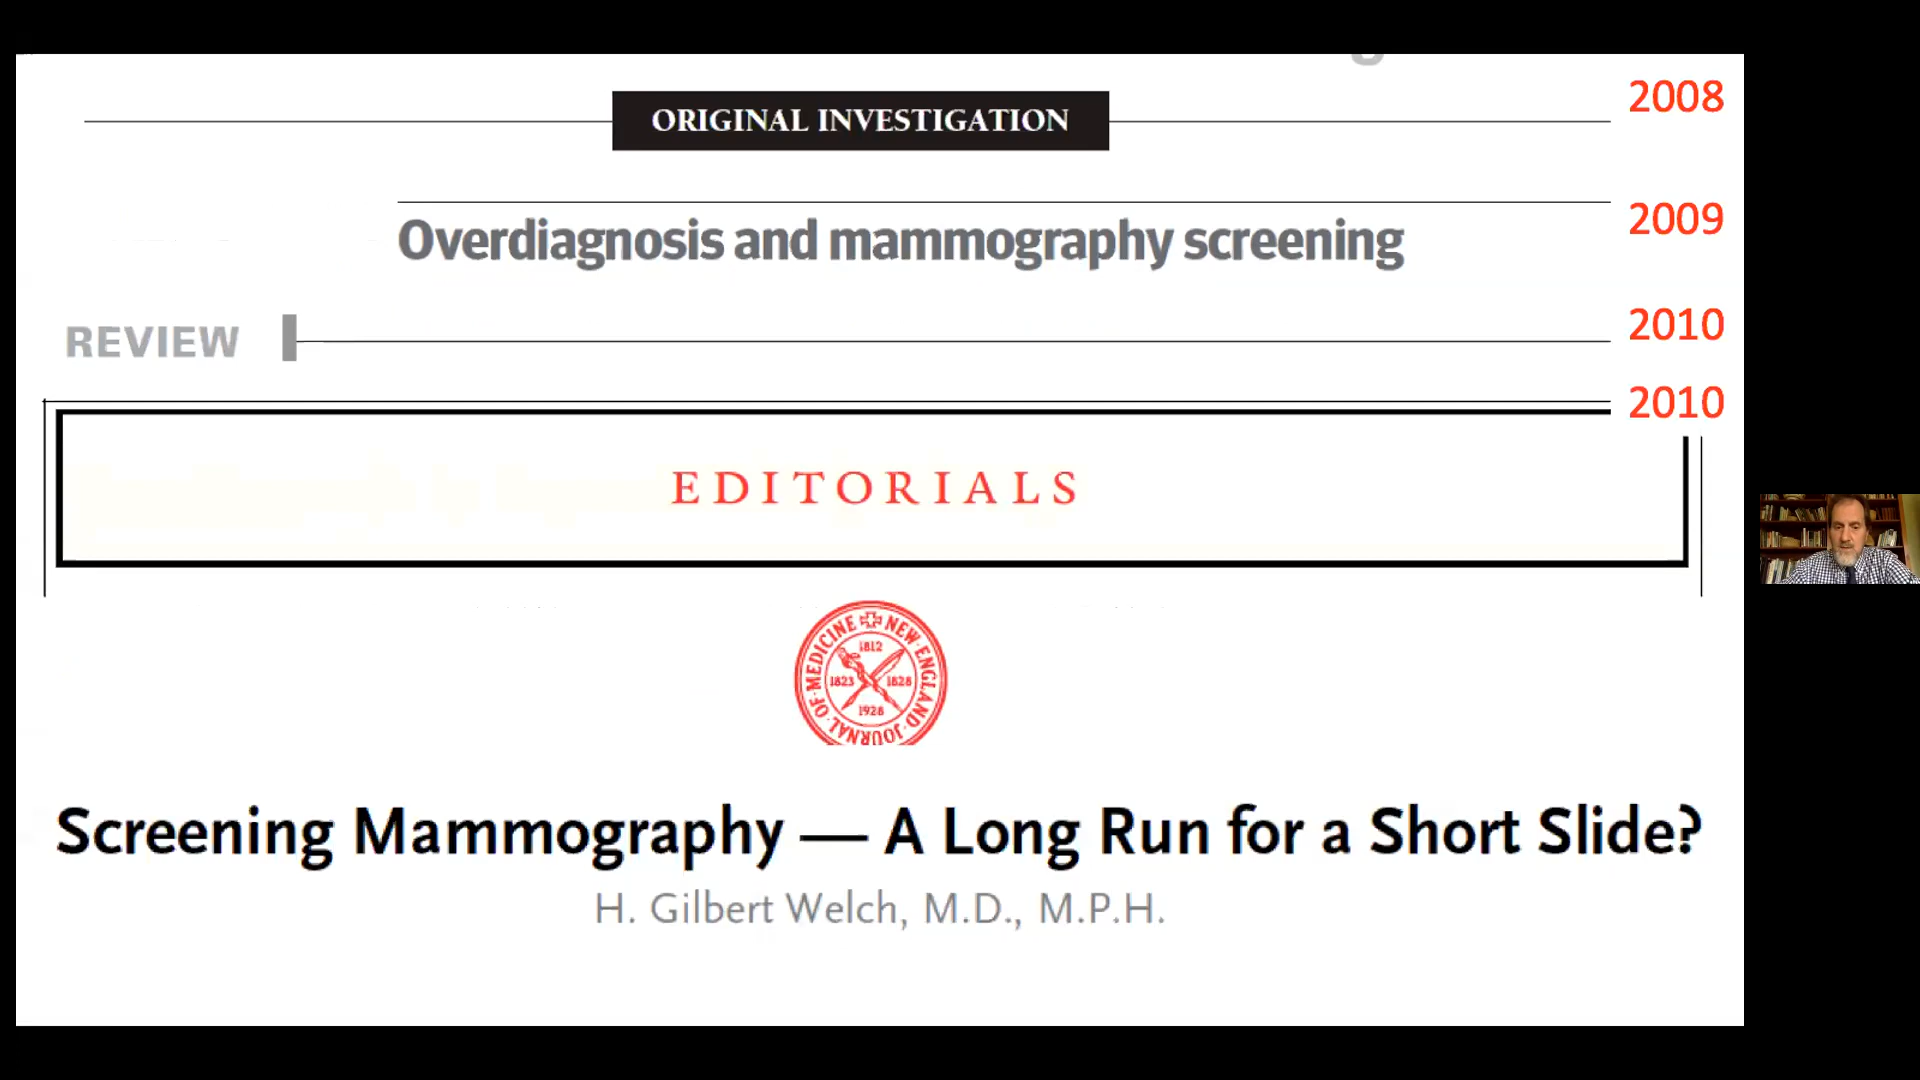 2008
ORIGINAL INVESTIGATION
2009
Overdiagnosis and mammography screening
2010
REVIEW
2010
EDITORIALS
NEW ENGLAND JOURNAL OF MEDICINE
1812
1823 1828
1928
Screening Mammography — A Long Run for a Short Slide?
H. Gilbert Welch, M.D., M.P.H.